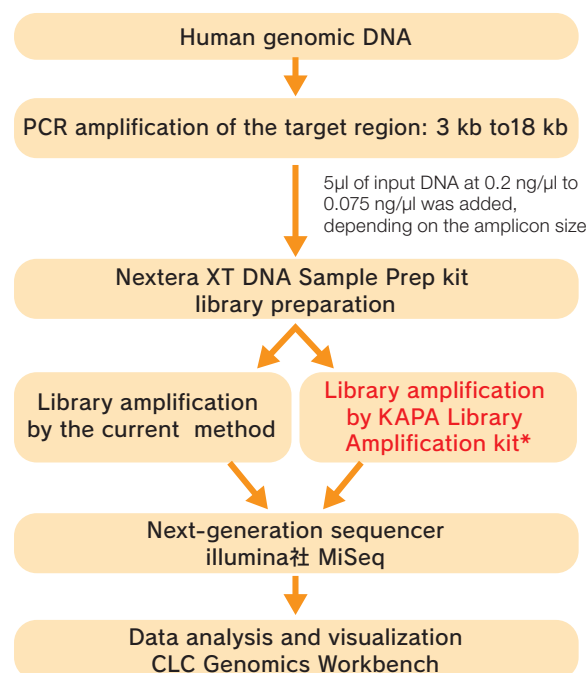 Human genomic DNA
PCR amplification of the target region: 3 kb to18 kb
5µl of input DNA at 0.2 ng/µl to
0.075 ng/µl was added,
depending on the amplicon size
Nextera XT DNA Sample Prep kit
library preparation
Library amplification
by the current method
Library amplification
by KAPA Library
Amplification kit*
Next-generation sequencer
illumina社 MiSeq
Data analysis and visualization
CLC Genomics Workbench